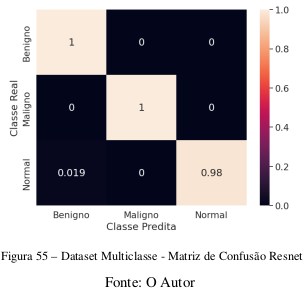 Classe Real
Benigno
Maligno
Normal
1 0 0
0 1 0
0.019 0 0.98
Benigno Maligno Normal
Classe Predita
1.0
0.8
0.6
0.4
0.2
0.0
Figura 55 – Dataset Multiclasse - Matriz de Confusão Resnet
Fonte: O Autor